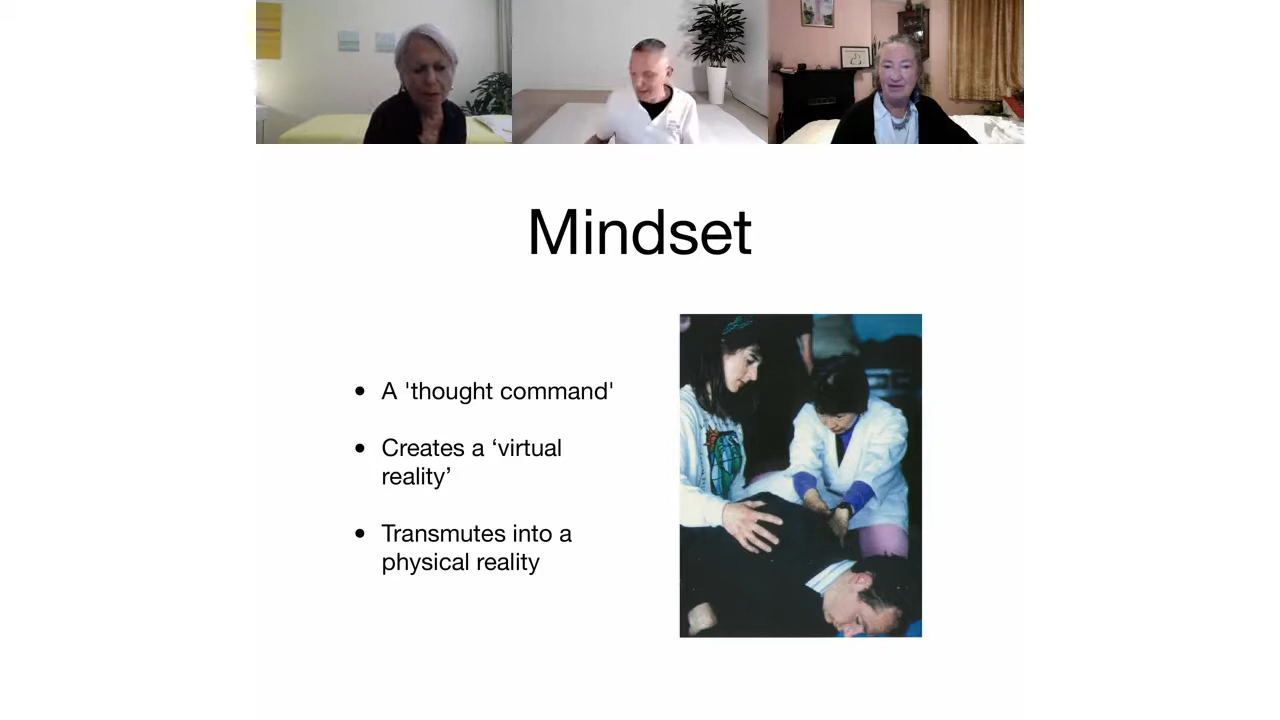 Mindset
• A 'thought command'
• Creates a ‘virtual
reality’
• Transmutes into a
physical reality